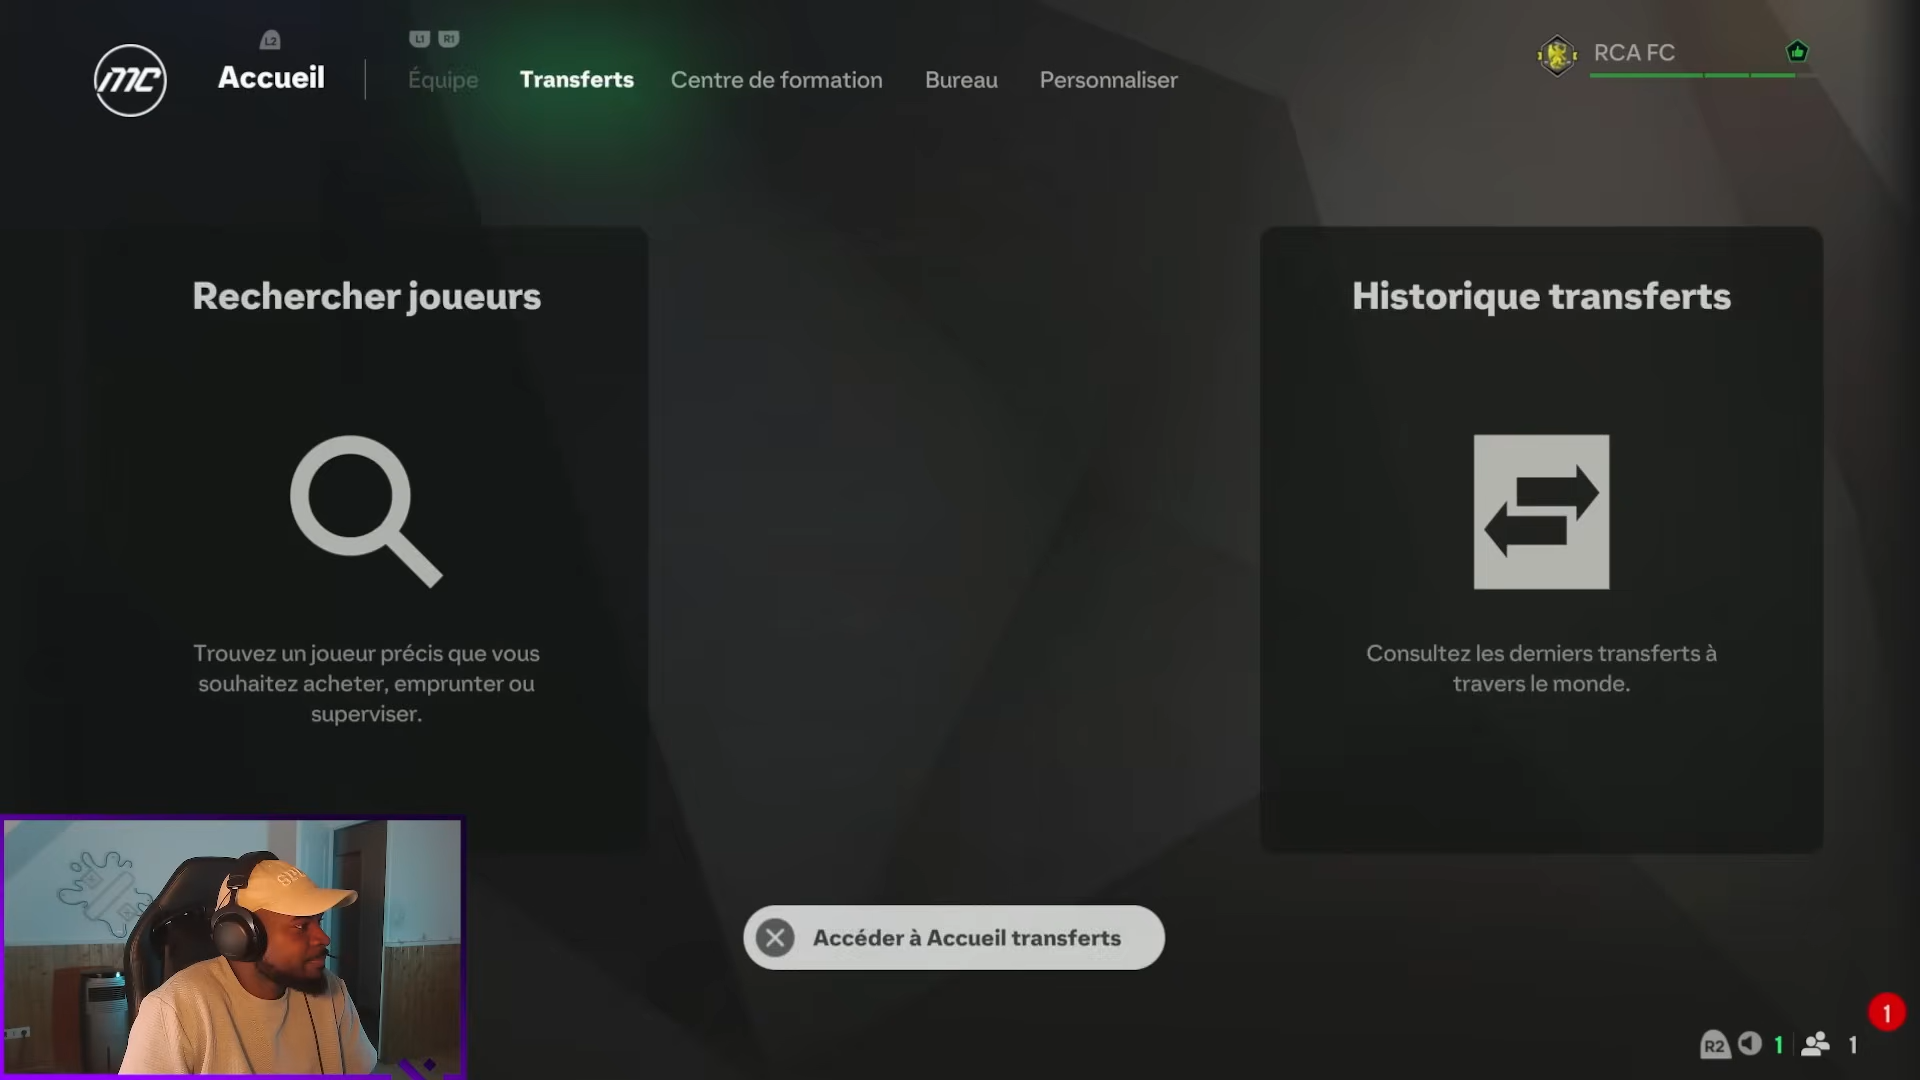 L2
L1 R1
MC
Accueil
Équipe
Transferts
Centre de formation
Bureau
Personnaliser
RCA FC
Rechercher joueurs
Trouvez un joueur précis que vous
souhaitez acheter, emprunter ou
superviser.
Historique transferts
Consultez les derniers transferts à
travers le monde.
Accéder à Accueil transferts
1
R2 1 1